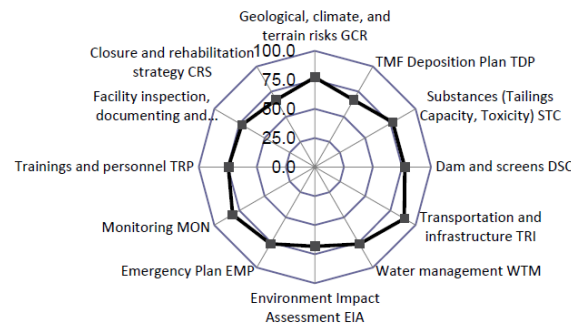 Geological, climate, and
terrain risks GCR
TMF Deposition Plan TDP
Substances (Tailings
Capacity, Toxicity) STC
Dam and screens DSC
Transportation and
infrastructure TRI
Water management WTM
Environment Impact
Assessment EIA
Emergency Plan EMP
Monitoring MON
Trainings and personnel TRP
Facility inspection,
documenting and...
Closure and rehabilitation
strategy CRS
100.0
75.0
50.0
25.0
0.0